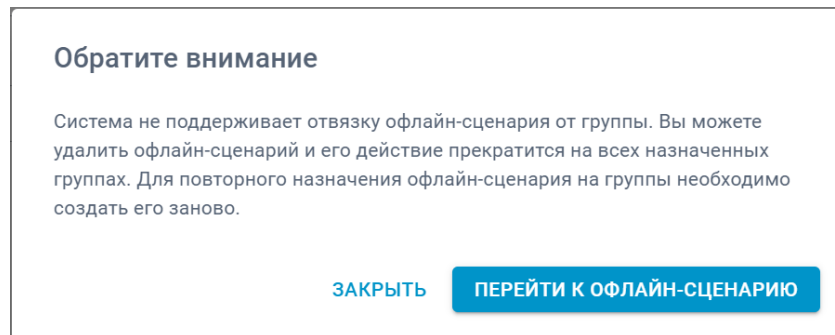 Обратите внимание
Система не поддерживает отвязку офлайн-сценария от группы. Вы можете
удалить офлайн-сценарий и его действие прекратится на всех назначенных
группах. Для повторного назначения офлайн-сценария на группы необходимо
создать его заново.
ЗАКРЫТЬ ПЕРЕЙТИ К ОФЛАЙН-СЦЕНАРИЮ